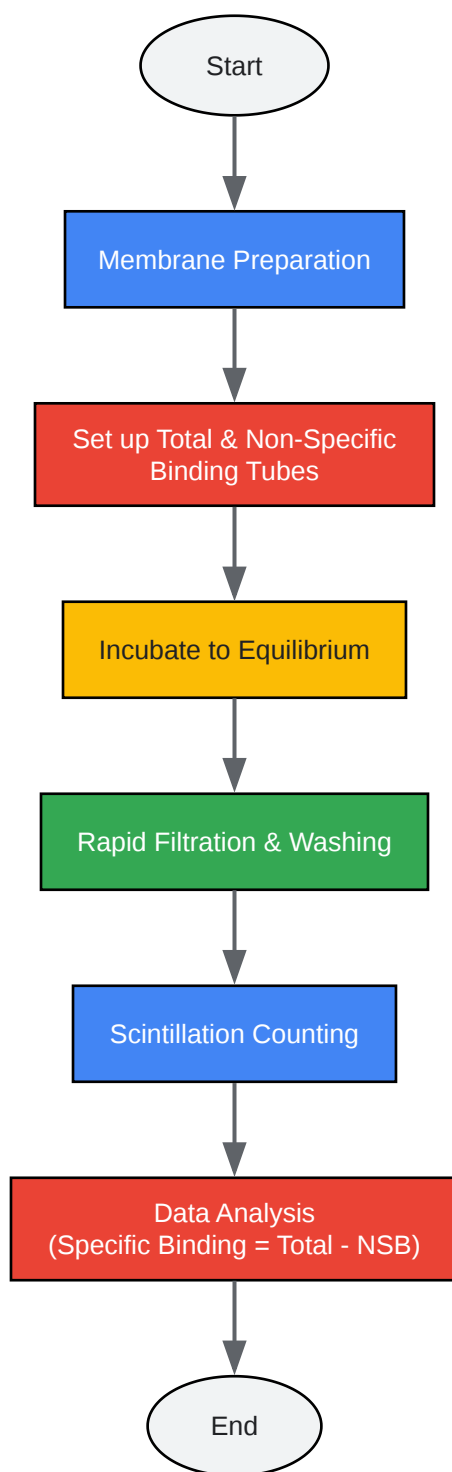 Start
Membrane Preparation
Set up Total & Non-Specific
Binding Tubes
Incubate to Equilibrium
Rapid Filtration & Washing
Scintillation Counting
Data Analysis
(Specific Binding = Total - NSB)
End